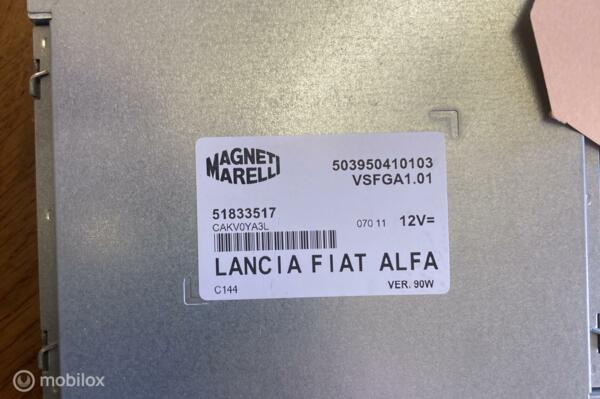 MAGNETI
MARELLI
503950410103
VSFGA1.01
51833517
CAKV0YA3L
070 11 12V=
LANCIA FIAT ALFA
C144
VER. 90W
mobilox